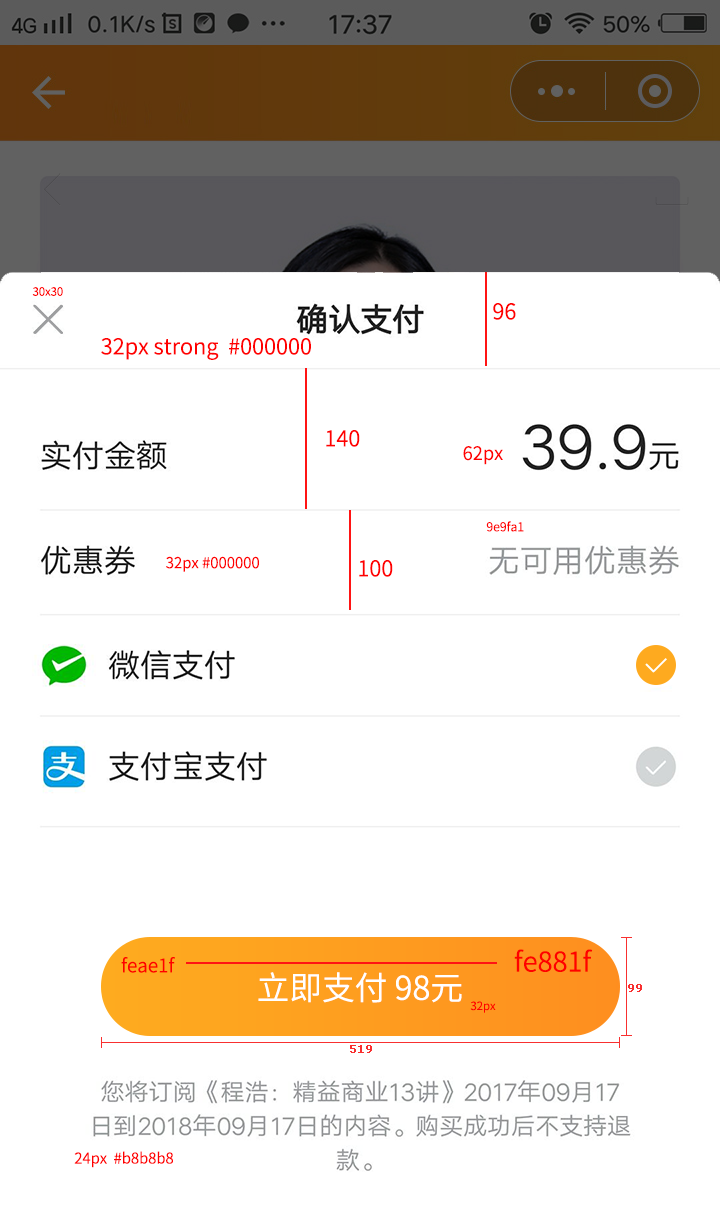 4G 0.1K/s 17:37 50%
30x30
确认支付
96
32px strong #000000
140
实付金额
62px
39.9元
9e9fa1
优惠券
32px #000000
100
无可用优惠券
微信支付
支
支付宝支付
feae1f
fe881f
立即支付 98元
32px
99
519
您将订阅《程浩：精益商业13讲》2017年09月17
日到2018年09月17日的内容。购买成功后不支持退
款。
24px #b8b8b8